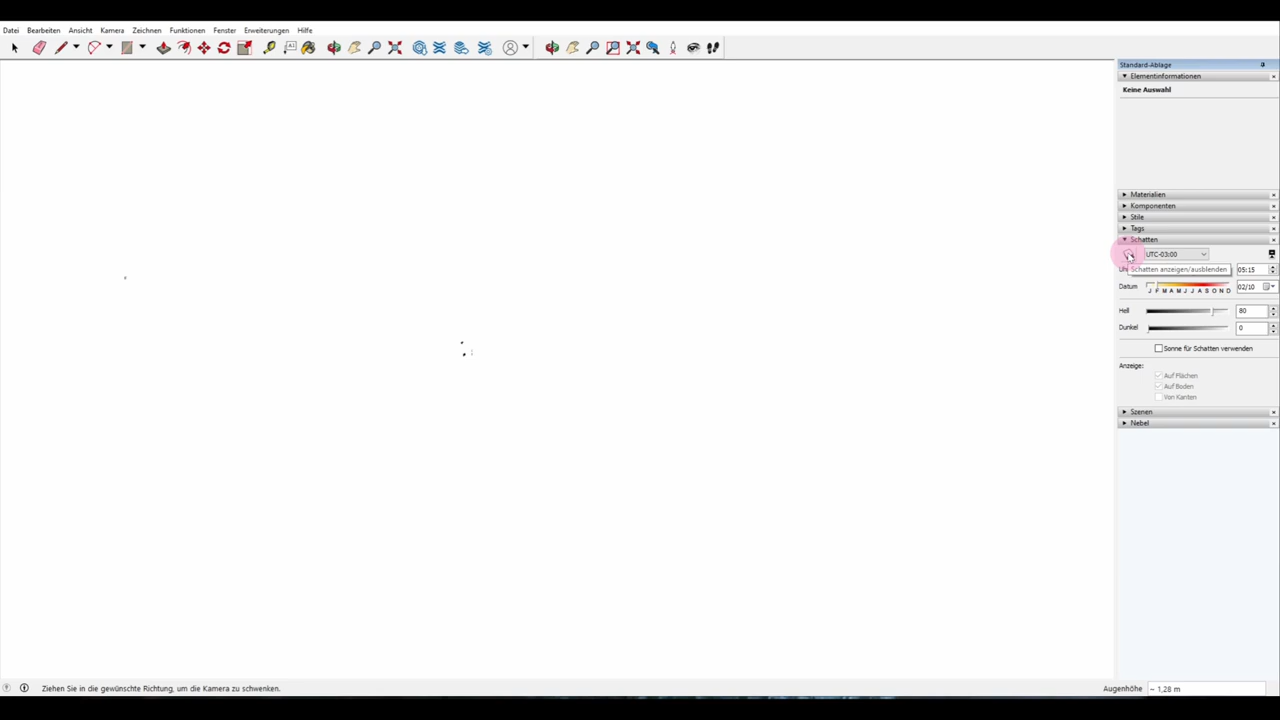 Datei Bearbeiten Ansicht Kamera Zeichnen Funktionen Fenster Erweiterungen Hilfe
Standard-Ablage
Elementinformationen
Keine Auswahl
Materialien
Komponenten
Stile
Tags
Schatten
UTC-03:00
Schatten anzeigen/ausblenden 05:15
Datum J F M A M J J A S O N D 02/10
Hell 80
Dunkel 0
Sonne für Schatten verwenden
Anzeige:
Auf Flächen
Auf Boden
Von Kanten
Szenen
Nebel
Ziehen Sie in die gewünschte Richtung, um die Kamera zu schwenken. Augenhöhe ~ 1,28 m